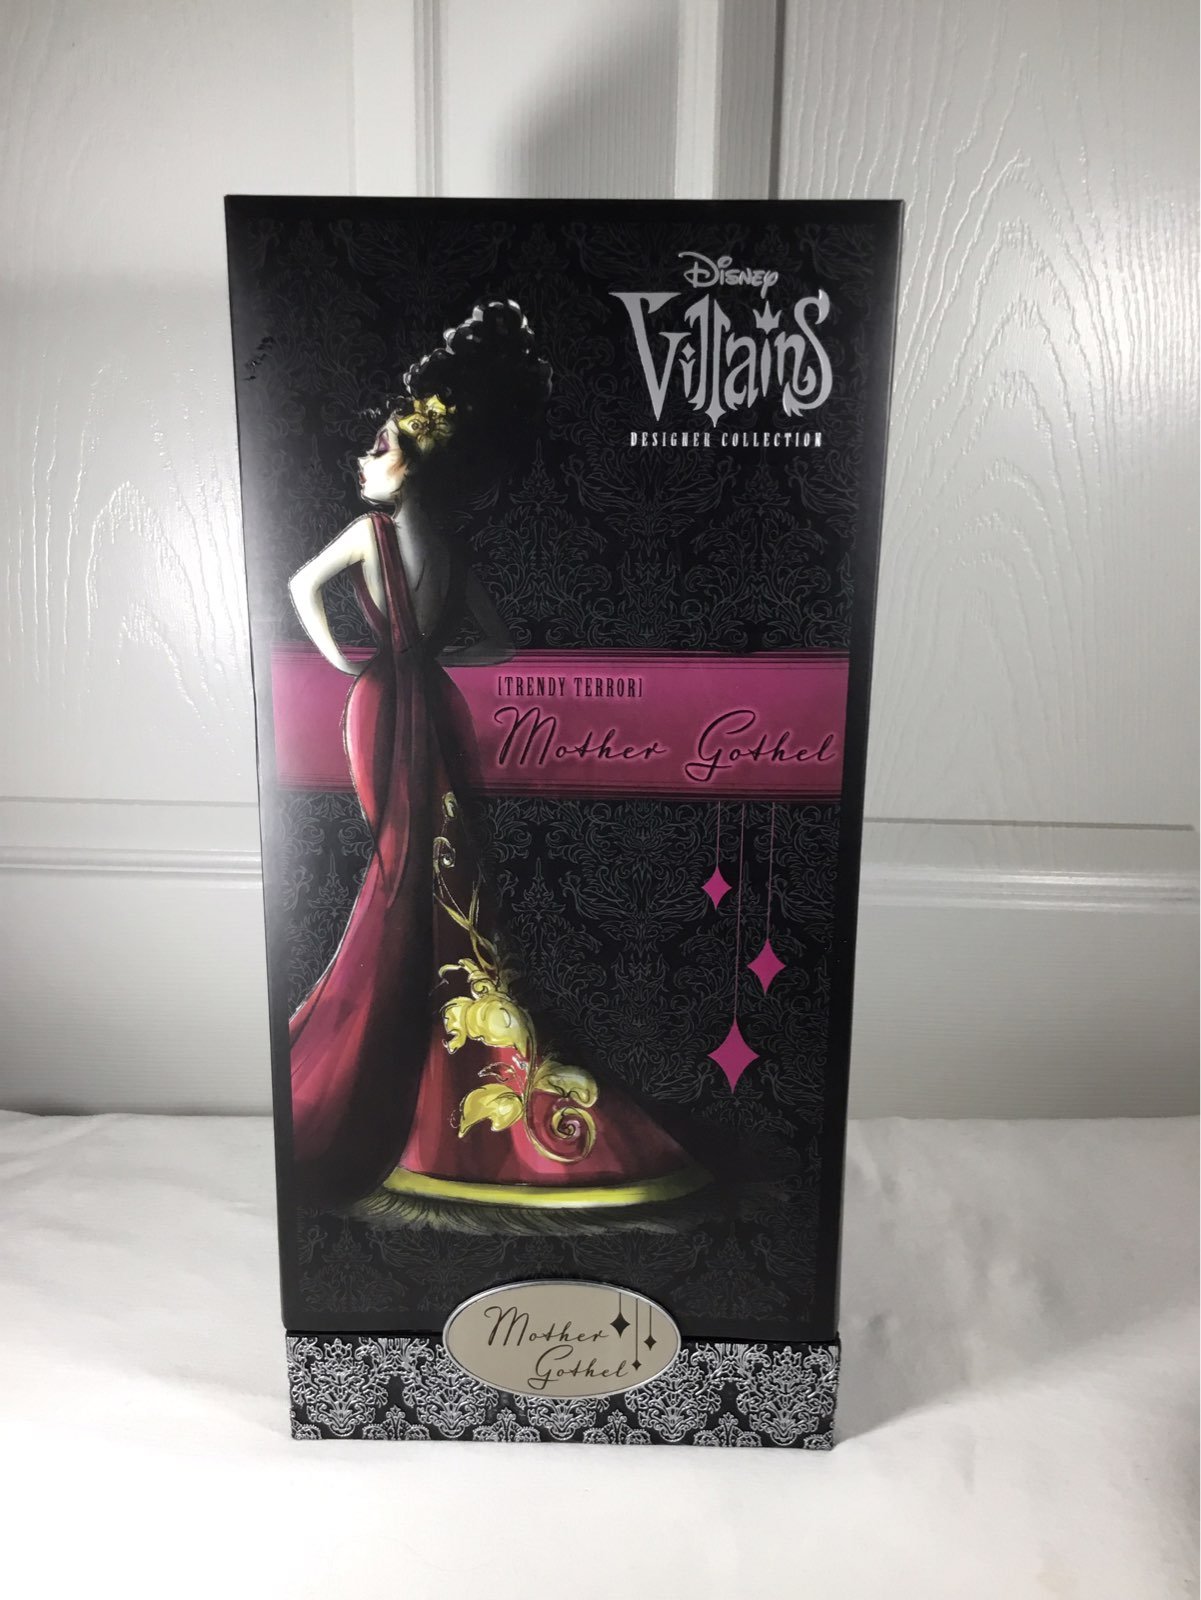 Disney
Villains
DESIGNER COLLECTION
[TRENDY TERROR]
Mother Gothel
Mother
Gothel